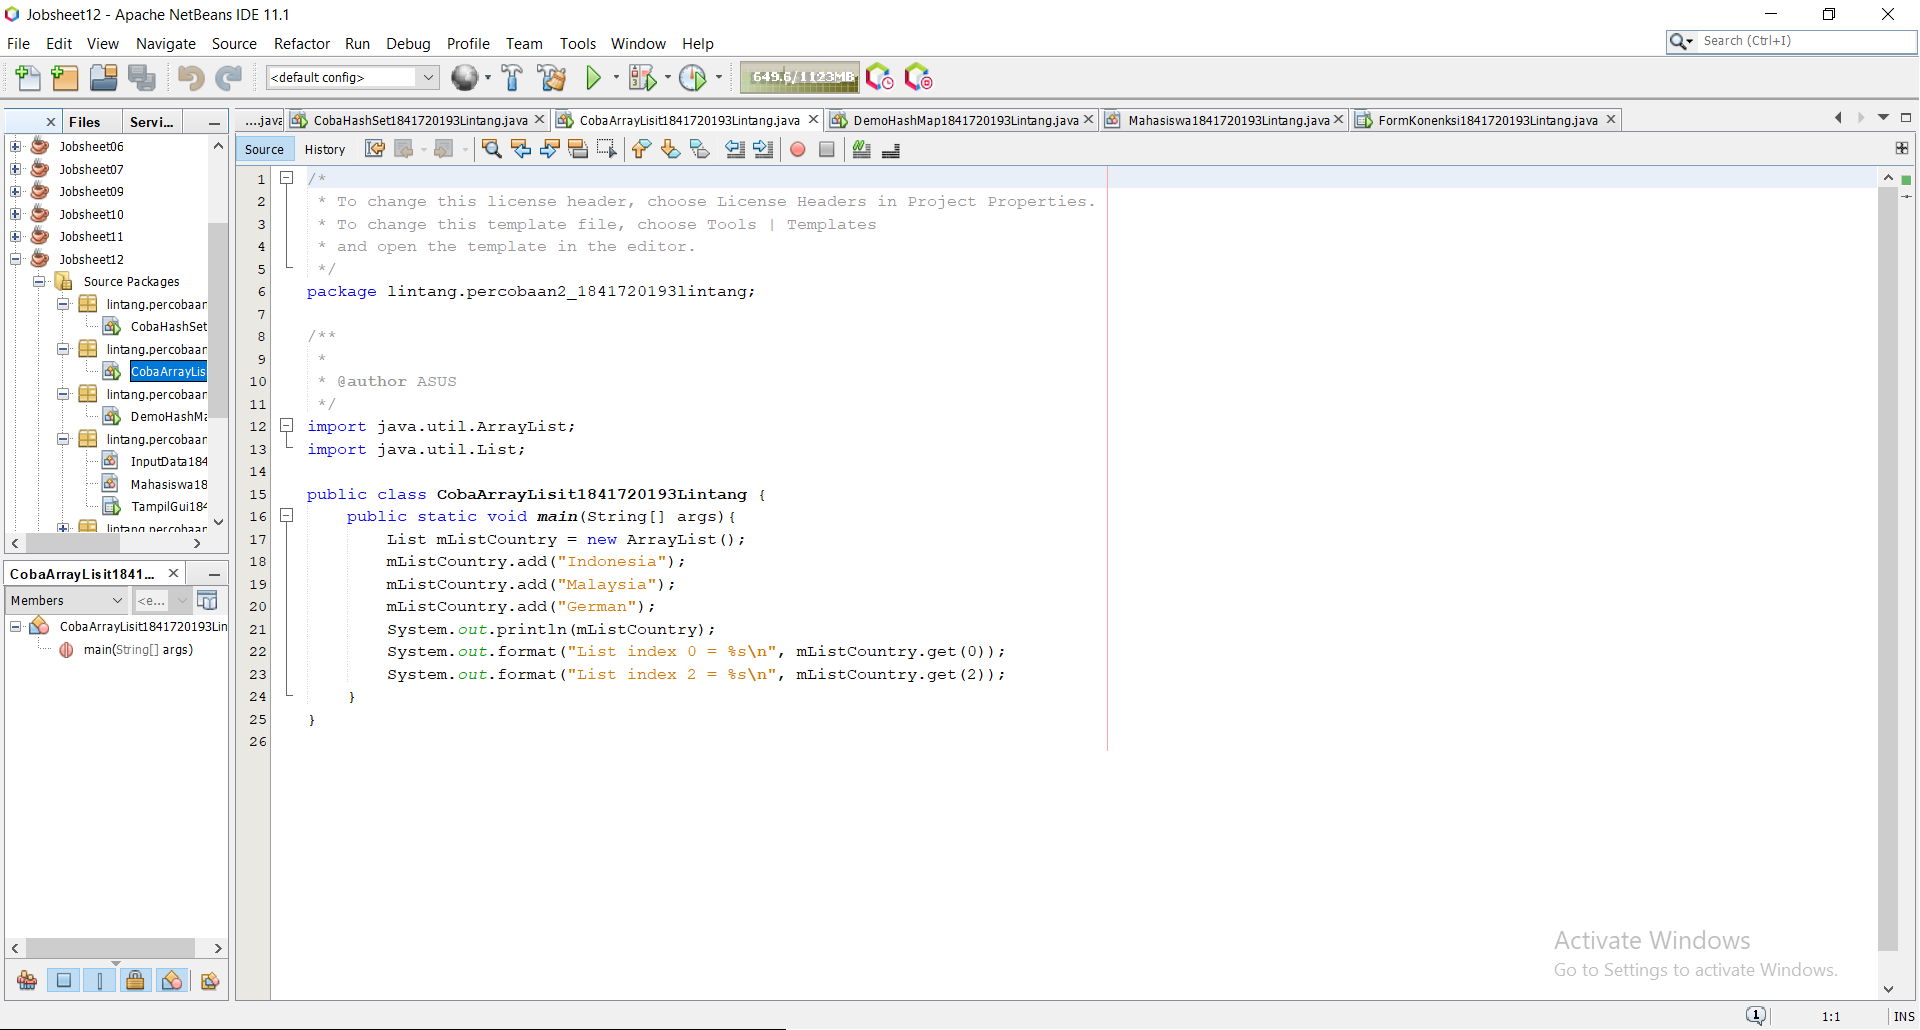 Jobsheet12 - Apache NetBeans IDE 11.1
File Edit View Navigate Source Refactor Run Debug Profile Team Tools Window Help
Search (Ctrl+I)
<default config>
649.6/1123MB
Files Servi...
....java CobaHashSet1841720193Lintang.java CobaArrayLisit1841720193Lintang.java DemoHashMap1841720193Lintang.java Mahasiswa1841720193Lintang.java FormKonenksi1841720193Lintang.java
Source History
Jobsheet06
Jobsheet07
Jobsheet09
Jobsheet10
Jobsheet11
Jobsheet12
Source Packages
lintang.percobaan
CobaHashSet
lintang.percobaan
CobaArrayLis
lintang.percobaan
DemoHashMa
lintang.percobaan
InputData184
Mahasiswa18
TampilGui184
lintang.percobaan
CobaArrayLisit1841...
Members <e...
CobaArrayLisit1841720193Lin
main(String[] args)
1 /*
2 * To change this license header, choose License Headers in Project Properties.
3 * To change this template file, choose Tools | Templates
4 * and open the template in the editor.
5 */
6 package lintang.percobaan2_1841720193lintang;
7
8 /**
9 *
10 * @author ASUS
11 */
12 import java.util.ArrayList;
13 import java.util.List;
14
15 public class CobaArrayLisit1841720193Lintang {
16 public static void main(String[] args){
17 List mListCountry = new ArrayList();
18 mListCountry.add("Indonesia");
19 mListCountry.add("Malaysia");
20 mListCountry.add("German");
21 System.out.println(mListCountry);
22 System.out.format("List index 0 = %s\n", mListCountry.get(0));
23 System.out.format("List index 2 = %s\n", mListCountry.get(2));
24 }
25 }
26
Activate Windows
Go to Settings to activate Windows.
1 1:1 INS